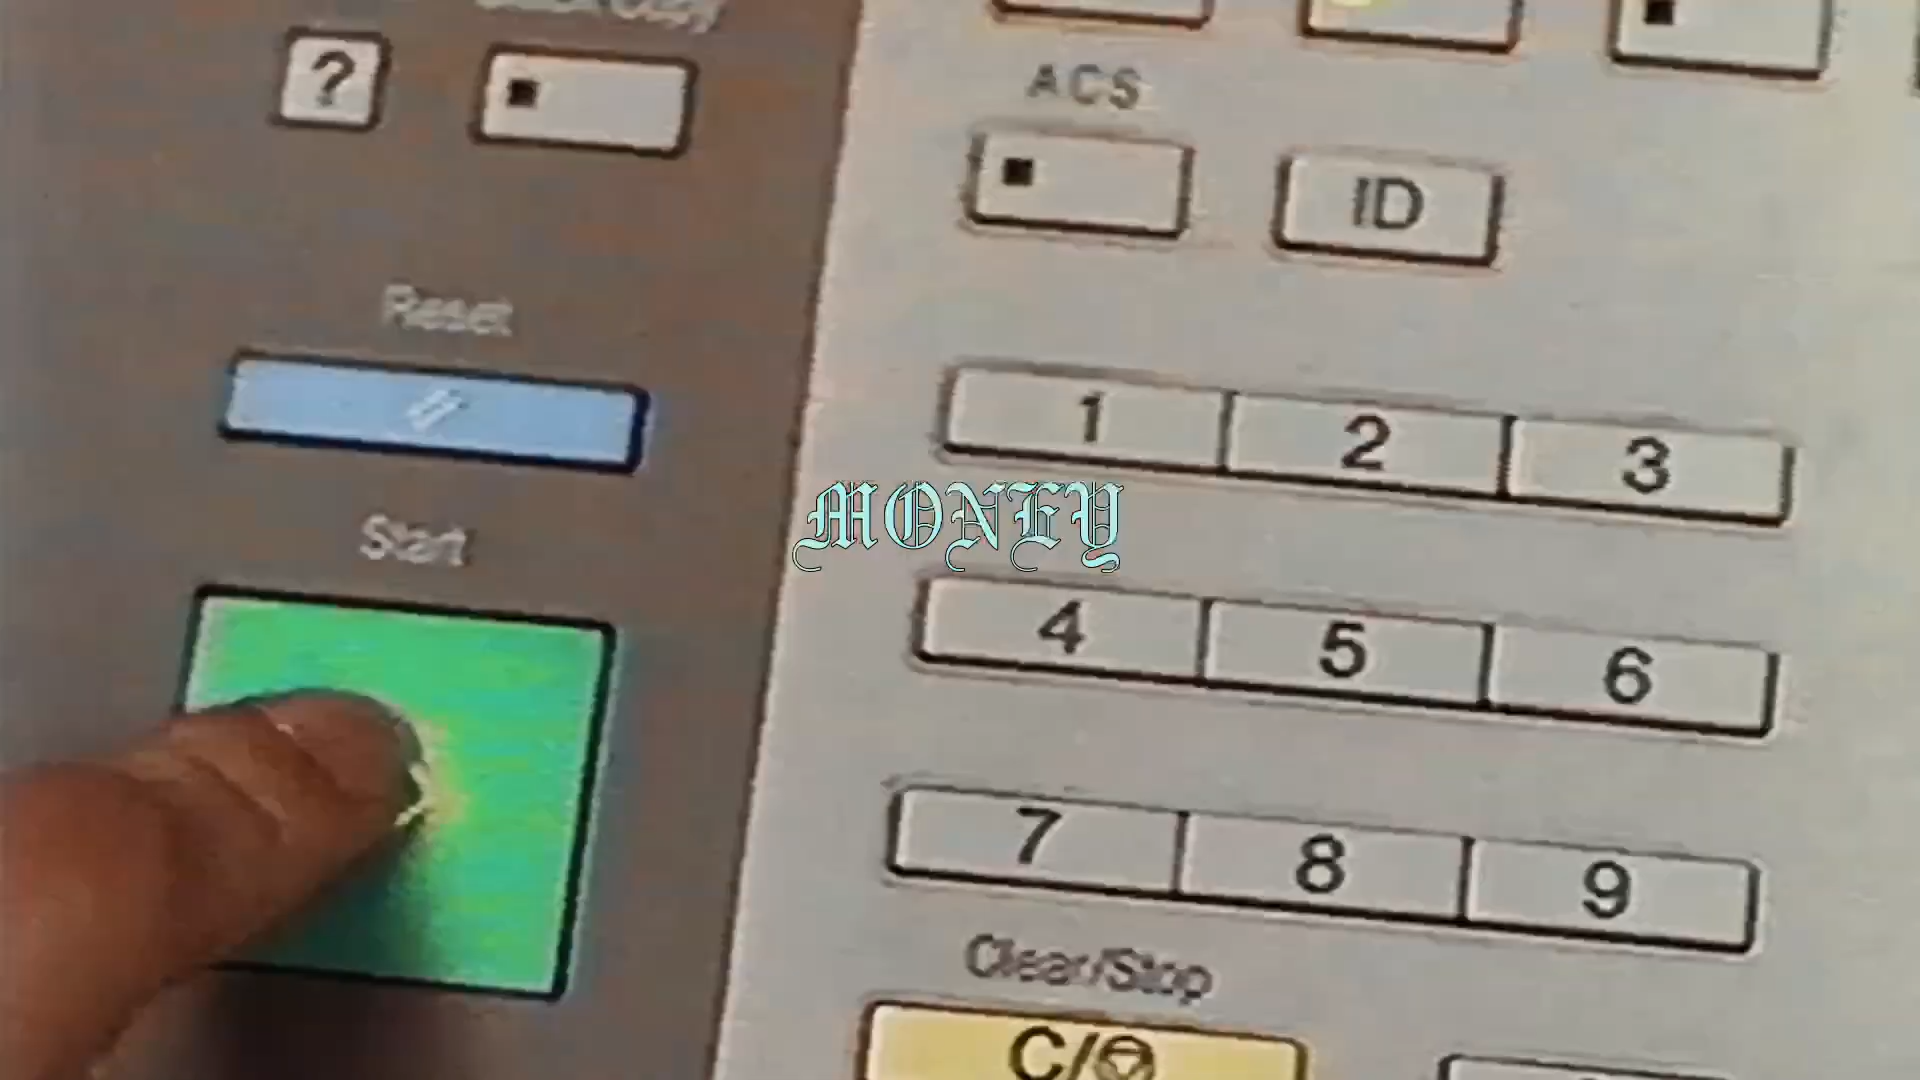 ?
ACS
ID
Reset
1 2 3
MONEY
Start
4 5 6
7 8 9
Clear/Stop
C/